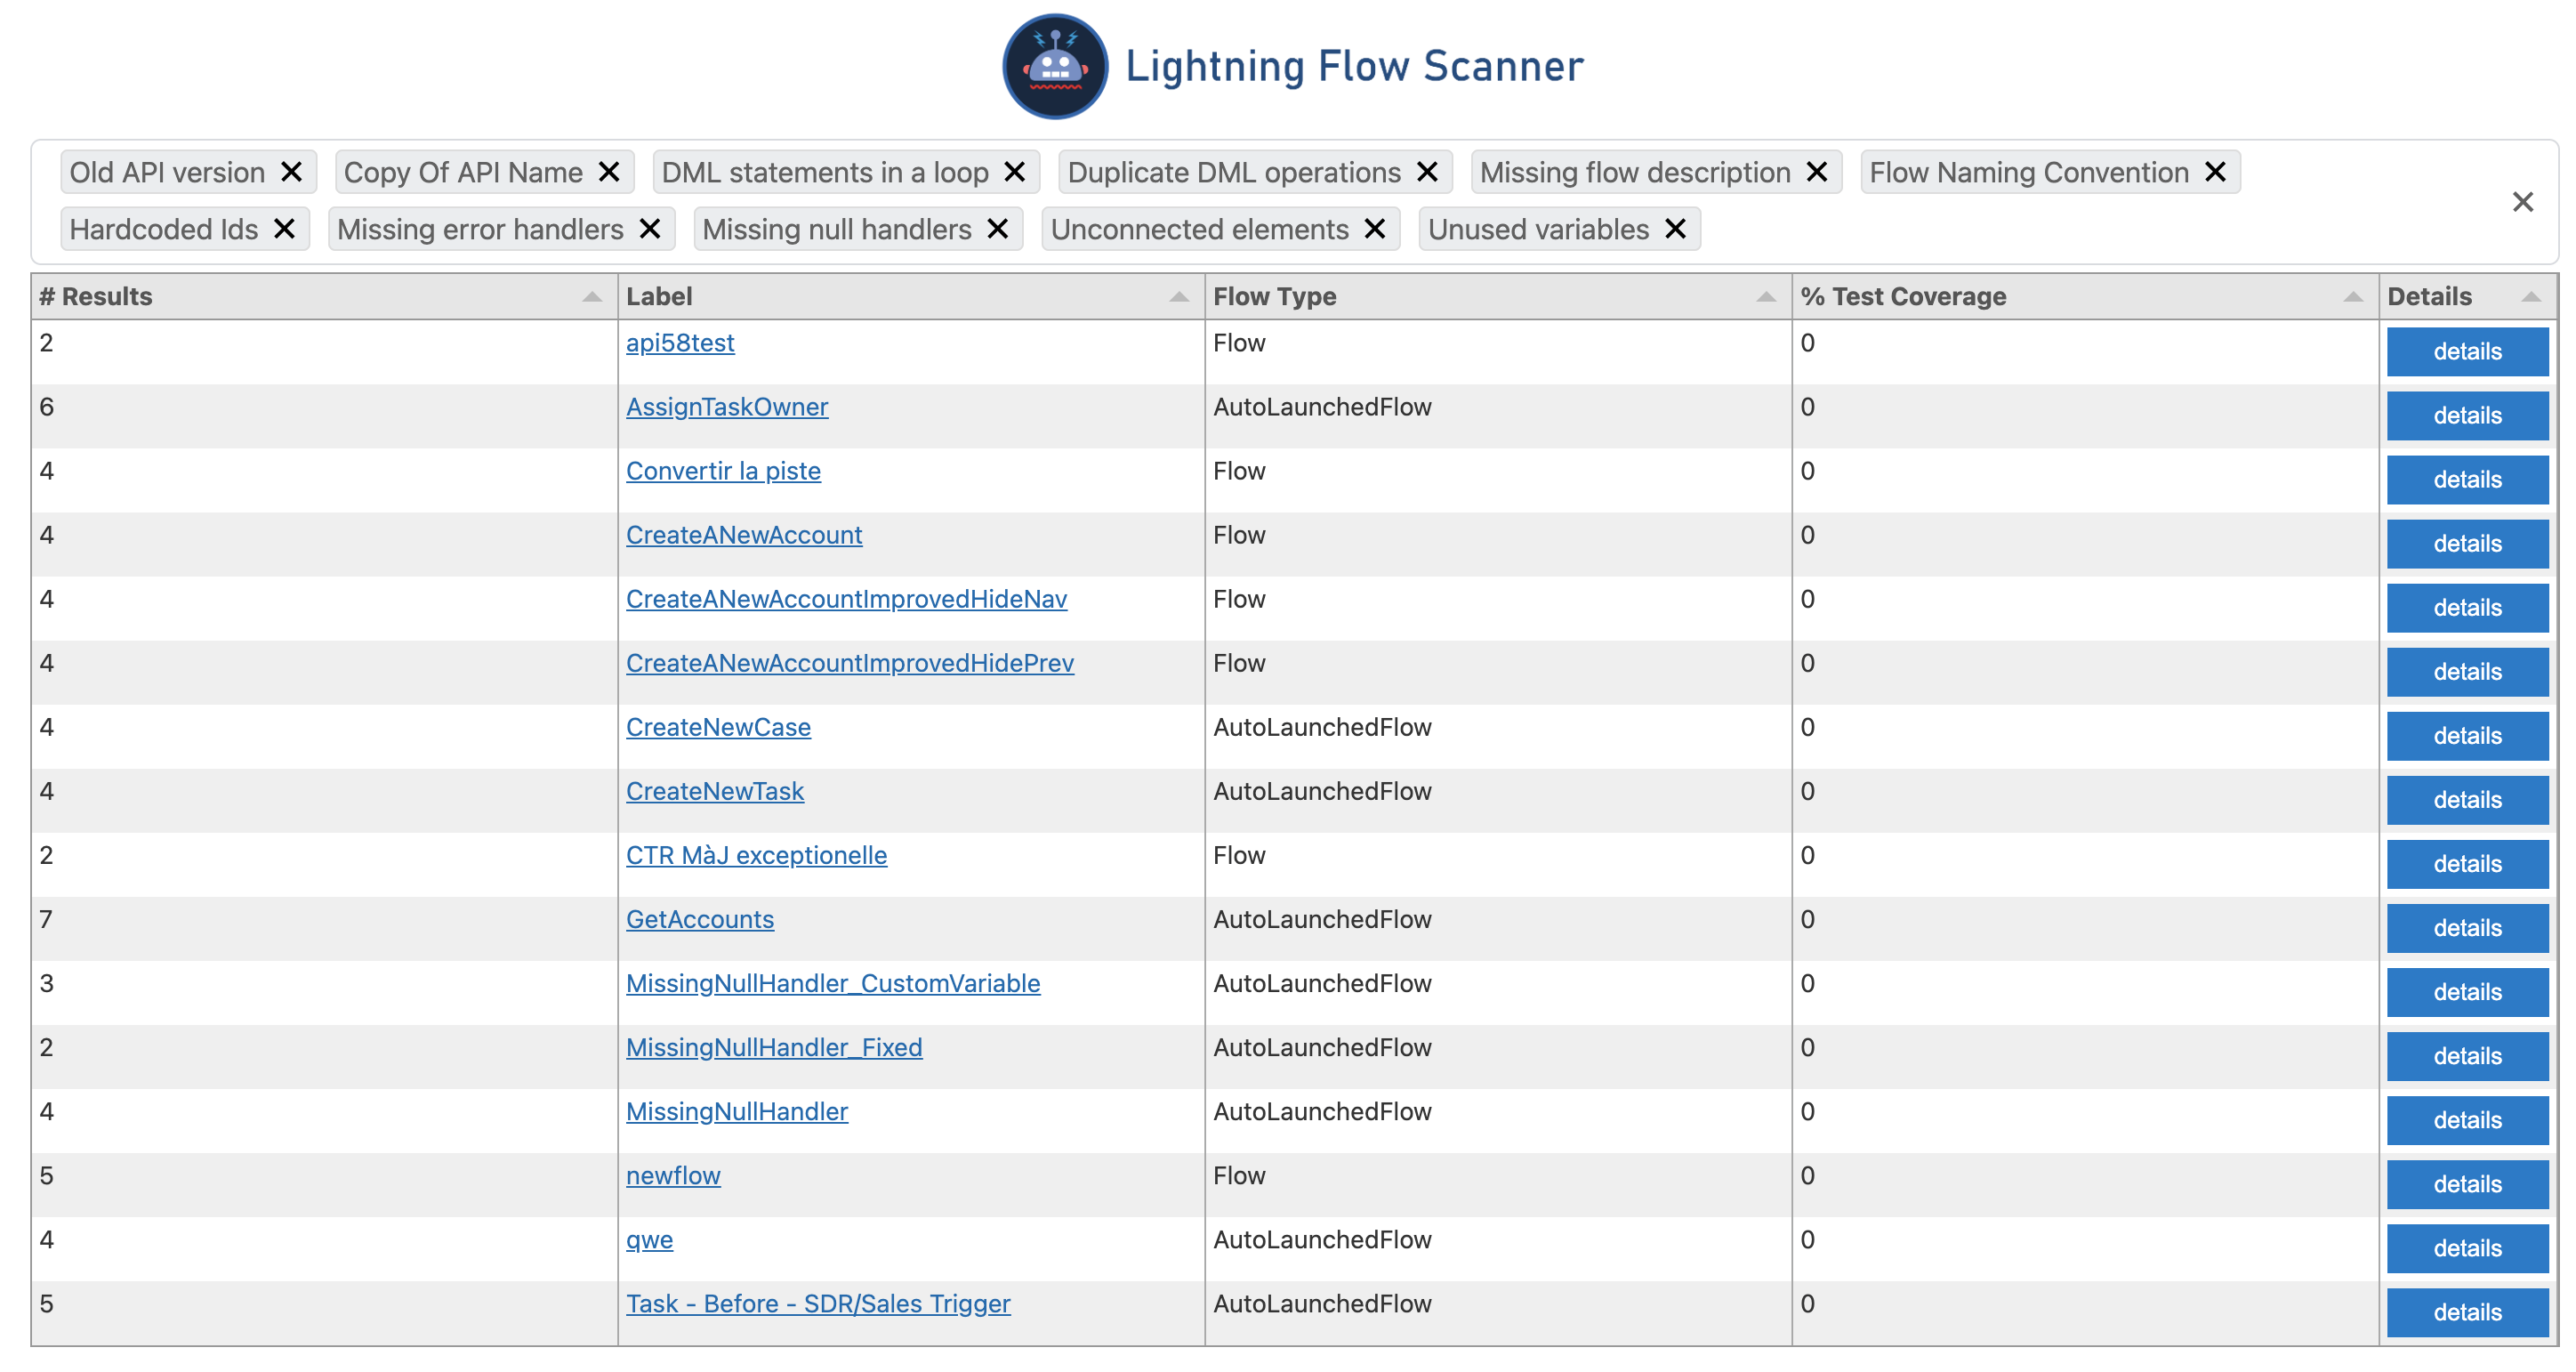 Lightning Flow Scanner
Old API version ✕ Copy Of API Name ✕ DML statements in a loop ✕ Duplicate DML operations ✕ Missing flow description ✕ Flow Naming Convention ✕
Hardcoded Ids ✕ Missing error handlers ✕ Missing null handlers ✕ Unconnected elements ✕ Unused variables ✕
# Results Label Flow Type % Test Coverage Details
2 api58test Flow 0 details
6 AssignTaskOwner AutoLaunchedFlow 0 details
4 Convertir la piste Flow 0 details
4 CreateANewAccount Flow 0 details
4 CreateANewAccountImprovedHideNav Flow 0 details
4 CreateANewAccountImprovedHidePrev Flow 0 details
4 CreateNewCase AutoLaunchedFlow 0 details
4 CreateNewTask AutoLaunchedFlow 0 details
2 CTR MàJ exceptionelle Flow 0 details
7 GetAccounts AutoLaunchedFlow 0 details
3 MissingNullHandler_CustomVariable AutoLaunchedFlow 0 details
2 MissingNullHandler_Fixed AutoLaunchedFlow 0 details
4 MissingNullHandler AutoLaunchedFlow 0 details
5 newflow Flow 0 details
4 qwe AutoLaunchedFlow 0 details
5 Task - Before - SDR/Sales Trigger AutoLaunchedFlow 0 details